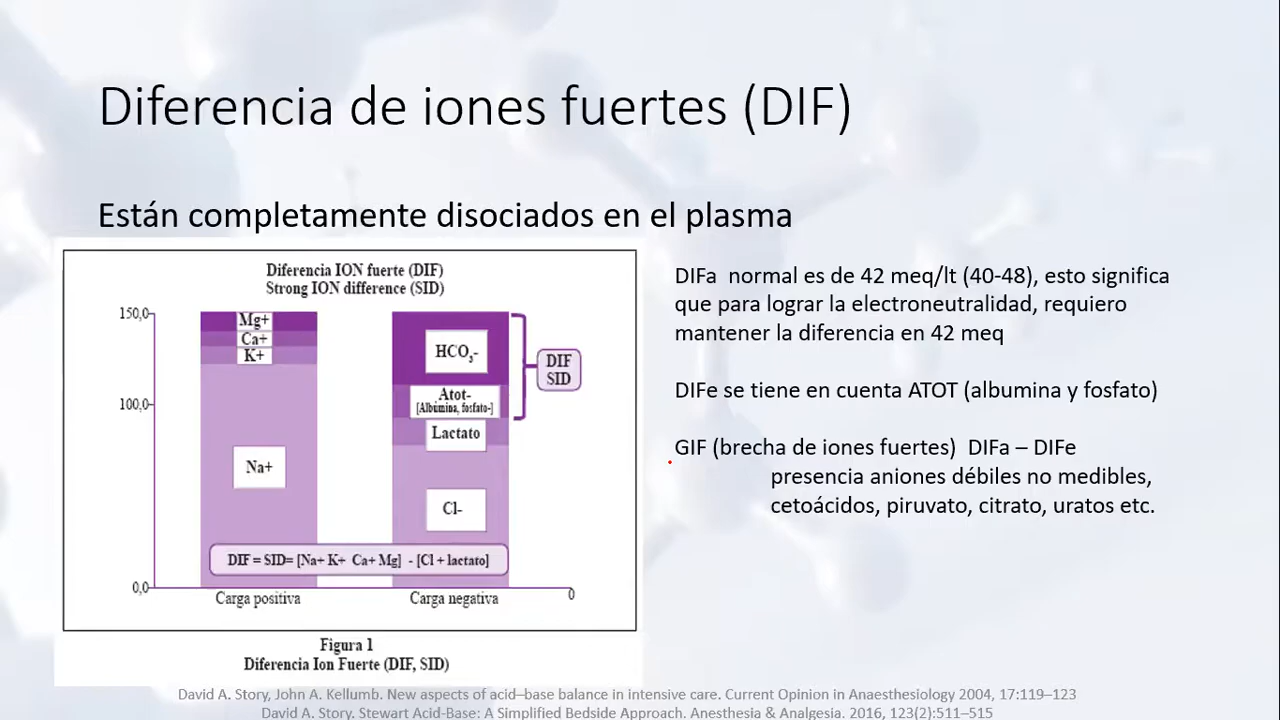 Diferencia de iones fuertes (DIF)
Están completamente disociados en el plasma
Diferencia ION fuerte (DIF)
Strong ION difference (SID)
150,0
100,0
0,0
Mg+
Ca+
K+
Na+
HCO₃-
Atot-
[Albúmina, fosfato-]
Lactato
Cl-
DIF
SID
DIF = SID= [Na+ K+ Ca+ Mg] - [Cl + lactato]
Carga positiva
Carga negativa
0
Figura 1
Diferencia Ion Fuerte (DIF, SID)
DIFa normal es de 42 meq/lt (40-48), esto significa
que para lograr la electroneutralidad, requiero
mantener la diferencia en 42 meq
DIFe se tiene en cuenta ATOT (albumina y fosfato)
GIF (brecha de iones fuertes) DIFa – DIFe
presencia aniones débiles no medibles,
cetoácidos, piruvato, citrato, uratos etc.
David A. Story, John A. Kellumb. New aspects of acid–base balance in intensive care. Current Opinion in Anaesthesiology 2004, 17:119–123
David A. Story. Stewart Acid-Base: A Simplified Bedside Approach. Anesthesia & Analgesia. 2016, 123(2):511–515